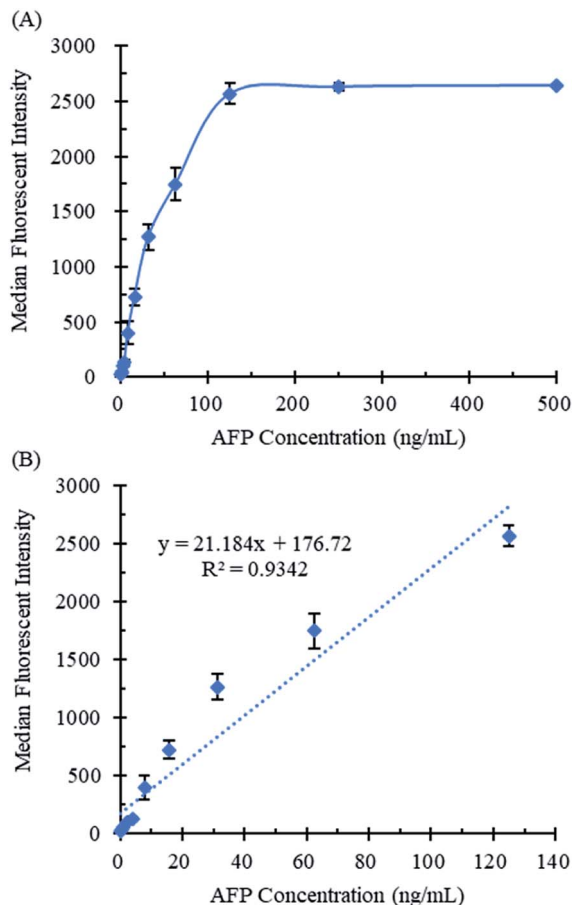 (A)
3000
2500
2000
1500
1000
500
0
Median Fluorescent Intensity
0 100 200 300 400 500
AFP Concentration (ng/mL)
(B)
3000
2500
2000
1500
1000
500
0
Median Fluorescent Intensity
y = 21.184x + 176.72
R² = 0.9342
0 20 40 60 80 100 120 140
AFP Concentration (ng/mL)